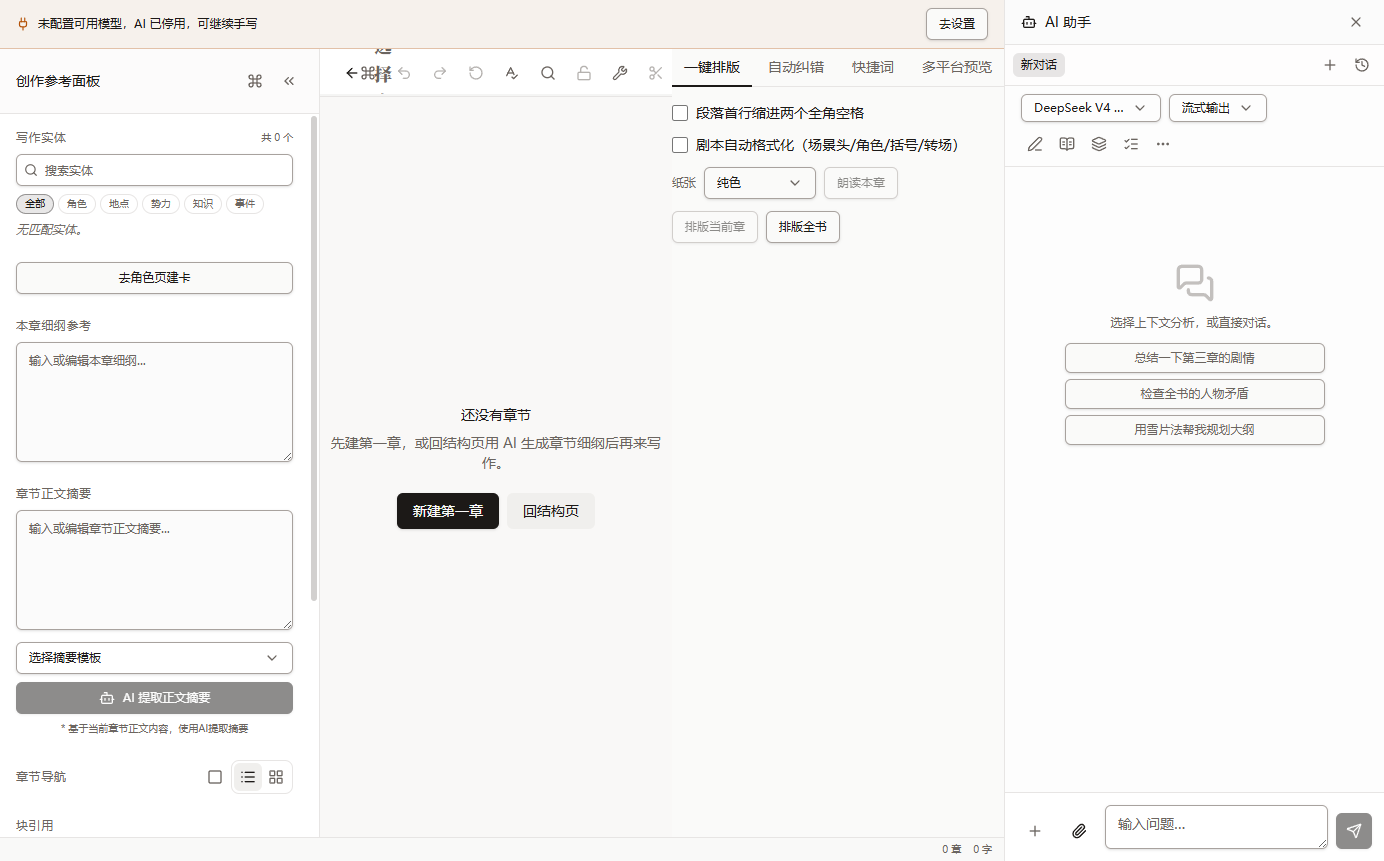 未配置可用模型，AI 已停用，可继续手写
去设置
AI 助手
创作参考面板
一键排版
自动纠错
快捷词
多平台预览
新对话
段落首行缩进两个全角空格
DeepSeek V4 ...
流式输出
写作实体
共 0 个
剧本自动格式化（场景头/角色/括号/转场）
搜索实体
纸张
纯色
朗读本章
全部
角色
地点
势力
知识
事件
无匹配实体。
排版当前章
排版全书
去角色页建卡
本章细纲参考
选择上下文分析，或直接对话。
输入或编辑本章细纲...
总结一下第三章的剧情
检查全书的人物矛盾
还没有章节
用雪片法帮我规划大纲
先建第一章，或回结构页用 AI 生成章节细纲后再来写
作。
章节正文摘要
新建第一章
回结构页
输入或编辑章节正文摘要...
选择摘要模板
AI 提取正文摘要
* 基于当前章节正文内容，使用AI提取摘要
章节导航
块引用
输入问题...
0 章
0 字